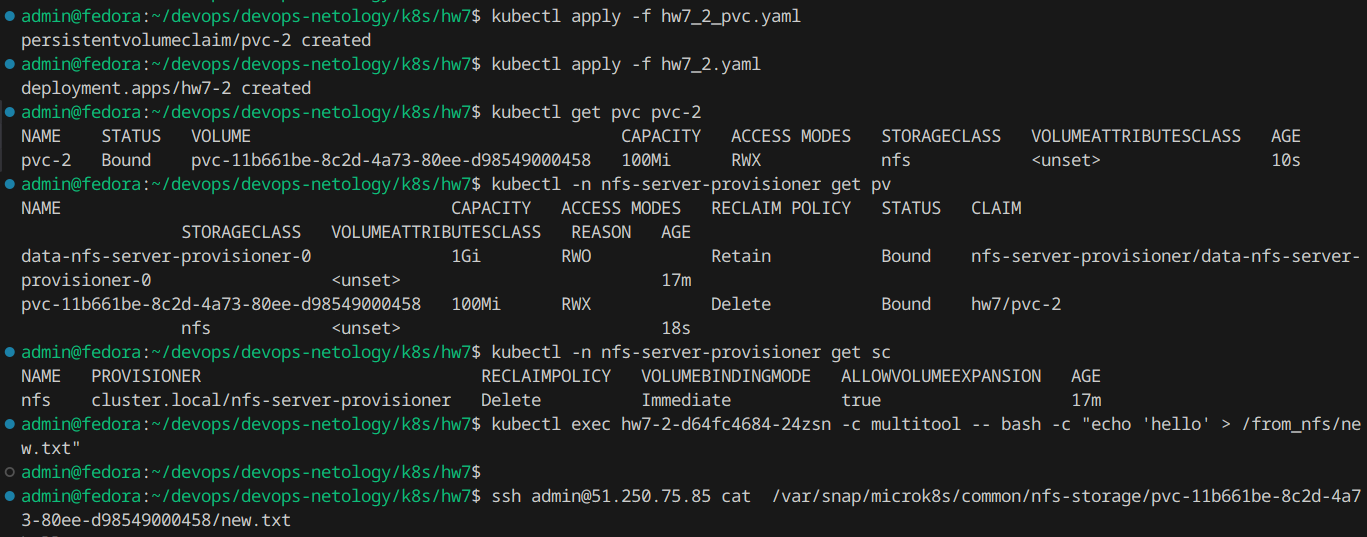 admin@fedora:~/devops/devops-netology/k8s/hw7$ kubectl apply -f hw7_2_pvc.yaml
persistentvolumeclaim/pvc-2 created
admin@fedora:~/devops/devops-netology/k8s/hw7$ kubectl apply -f hw7_2.yaml
deployment.apps/hw7-2 created
admin@fedora:~/devops/devops-netology/k8s/hw7$ kubectl get pvc pvc-2
NAME    STATUS   VOLUME                                     CAPACITY   ACCESS MODES   STORAGECLASS   VOLUMEATTRIBUTESCLASS   AGE
pvc-2   Bound    pvc-11b661be-8c2d-4a73-80ee-d98549000458   100Mi      RWX            nfs            <unset>                 10s
admin@fedora:~/devops/devops-netology/k8s/hw7$ kubectl -n nfs-server-provisioner get pv
NAME                                       CAPACITY   ACCESS MODES   RECLAIM POLICY   STATUS   CLAIM
                STORAGECLASS   VOLUMEATTRIBUTESCLASS   REASON   AGE
data-nfs-server-provisioner-0              1Gi        RWO            Retain           Bound    nfs-server-provisioner/data-nfs-server-
provisioner-0                  <unset>                          17m
pvc-11b661be-8c2d-4a73-80ee-d98549000458   100Mi      RWX            Delete           Bound    hw7/pvc-2
                nfs            <unset>                          18s
admin@fedora:~/devops/devops-netology/k8s/hw7$ kubectl -n nfs-server-provisioner get sc
NAME   PROVISIONER                            RECLAIMPOLICY   VOLUMEBINDINGMODE   ALLOWVOLUMEEXPANSION   AGE
nfs    cluster.local/nfs-server-provisioner   Delete          Immediate           true                   17m
admin@fedora:~/devops/devops-netology/k8s/hw7$ kubectl exec hw7-2-d64fc4684-24zsn -c multitool -- bash -c "echo 'hello' > /from_nfs/ne
w.txt"
admin@fedora:~/devops/devops-netology/k8s/hw7$
admin@fedora:~/devops/devops-netology/k8s/hw7$ ssh admin@51.250.75.85 cat  /var/snap/microk8s/common/nfs-storage/pvc-11b661be-8c2d-4a7
3-80ee-d98549000458/new.txt